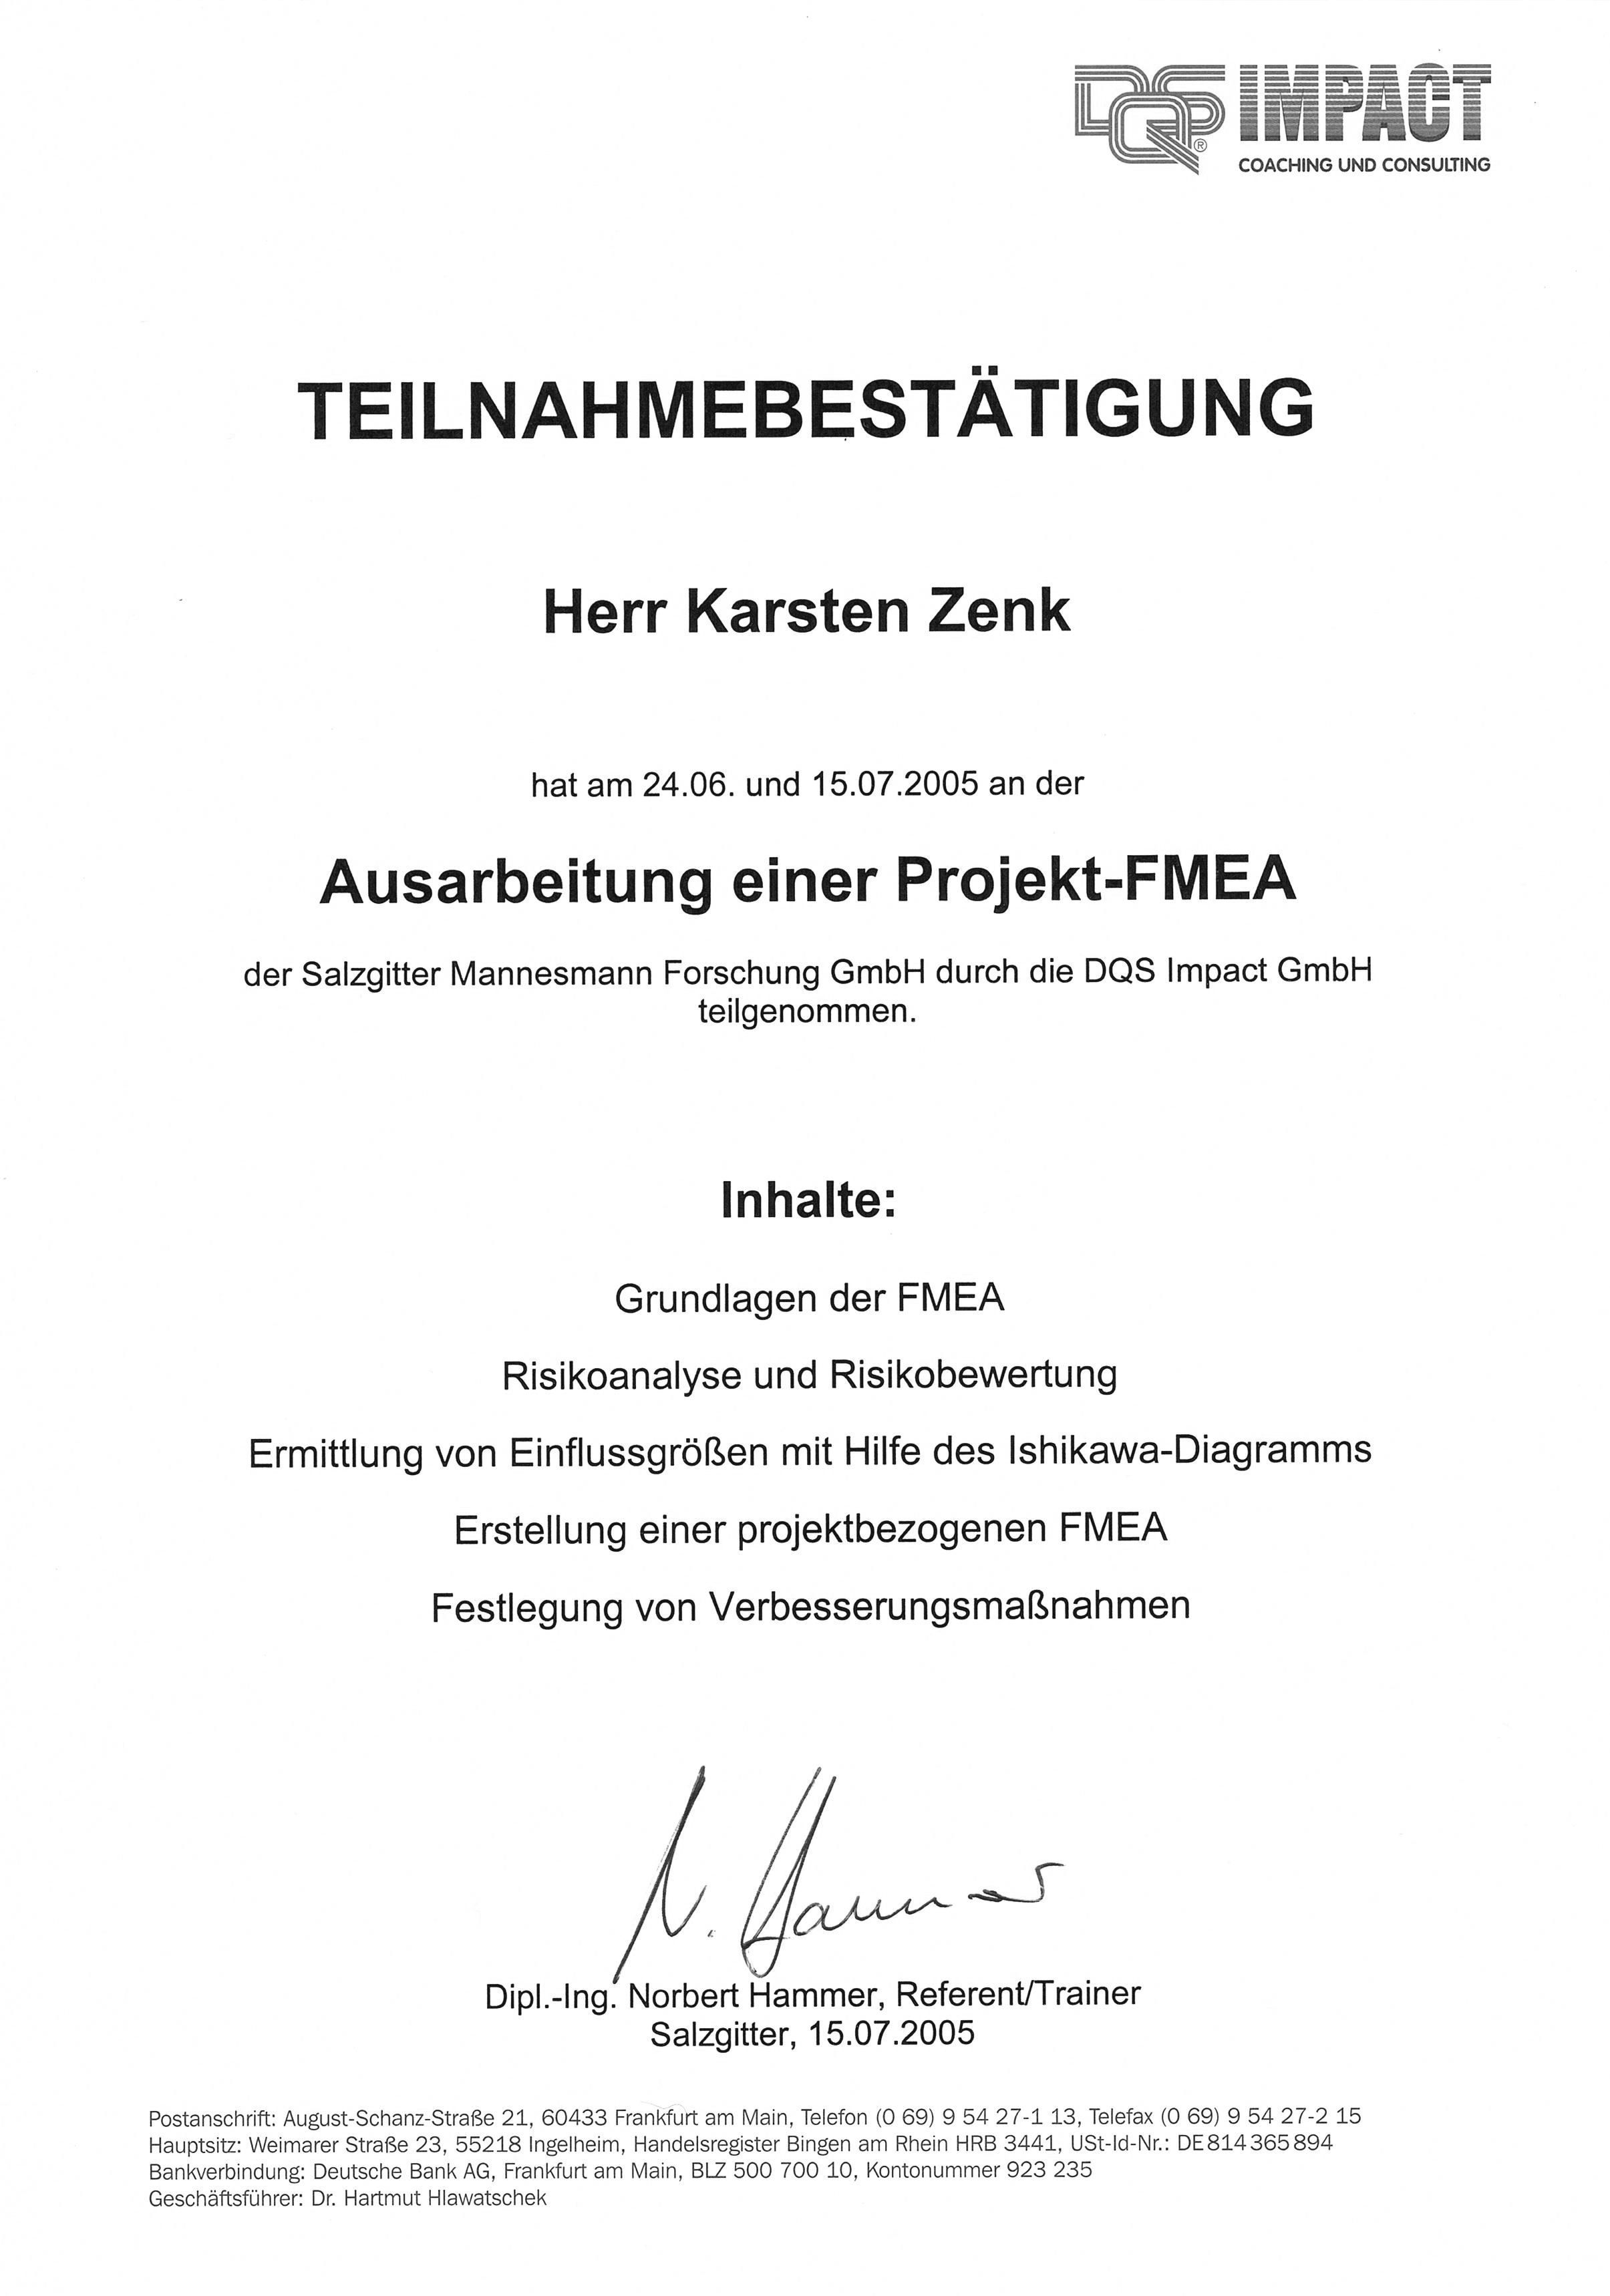 DQS® IMPACT
COACHING UND CONSULTING
TEILNAHMEBESTÄTIGUNG
Herr Karsten Zenk
hat am 24.06. und 15.07.2005 an der
Ausarbeitung einer Projekt-FMEA
der Salzgitter Mannesmann Forschung GmbH durch die DQS Impact GmbH
teilgenommen.
Inhalte:
Grundlagen der FMEA
Risikoanalyse und Risikobewertung
Ermittlung von Einflussgrößen mit Hilfe des Ishikawa-Diagramms
Erstellung einer projektbezogenen FMEA
Festlegung von Verbesserungsmaßnahmen
N. Hammer
Dipl.-Ing. Norbert Hammer, Referent/Trainer
Salzgitter, 15.07.2005
Postanschrift: August-Schanz-Straße 21, 60433 Frankfurt am Main, Telefon (0 69) 9 54 27-1 13, Telefax (0 69) 9 54 27-2 15
Hauptsitz: Weimarer Straße 23, 55218 Ingelheim, Handelsregister Bingen am Rhein HRB 3441, USt-Id-Nr.: DE814365894
Bankverbindung: Deutsche Bank AG, Frankfurt am Main, BLZ 500 700 10, Kontonummer 923 235
Geschäftsführer: Dr. Hartmut Hlawatschek